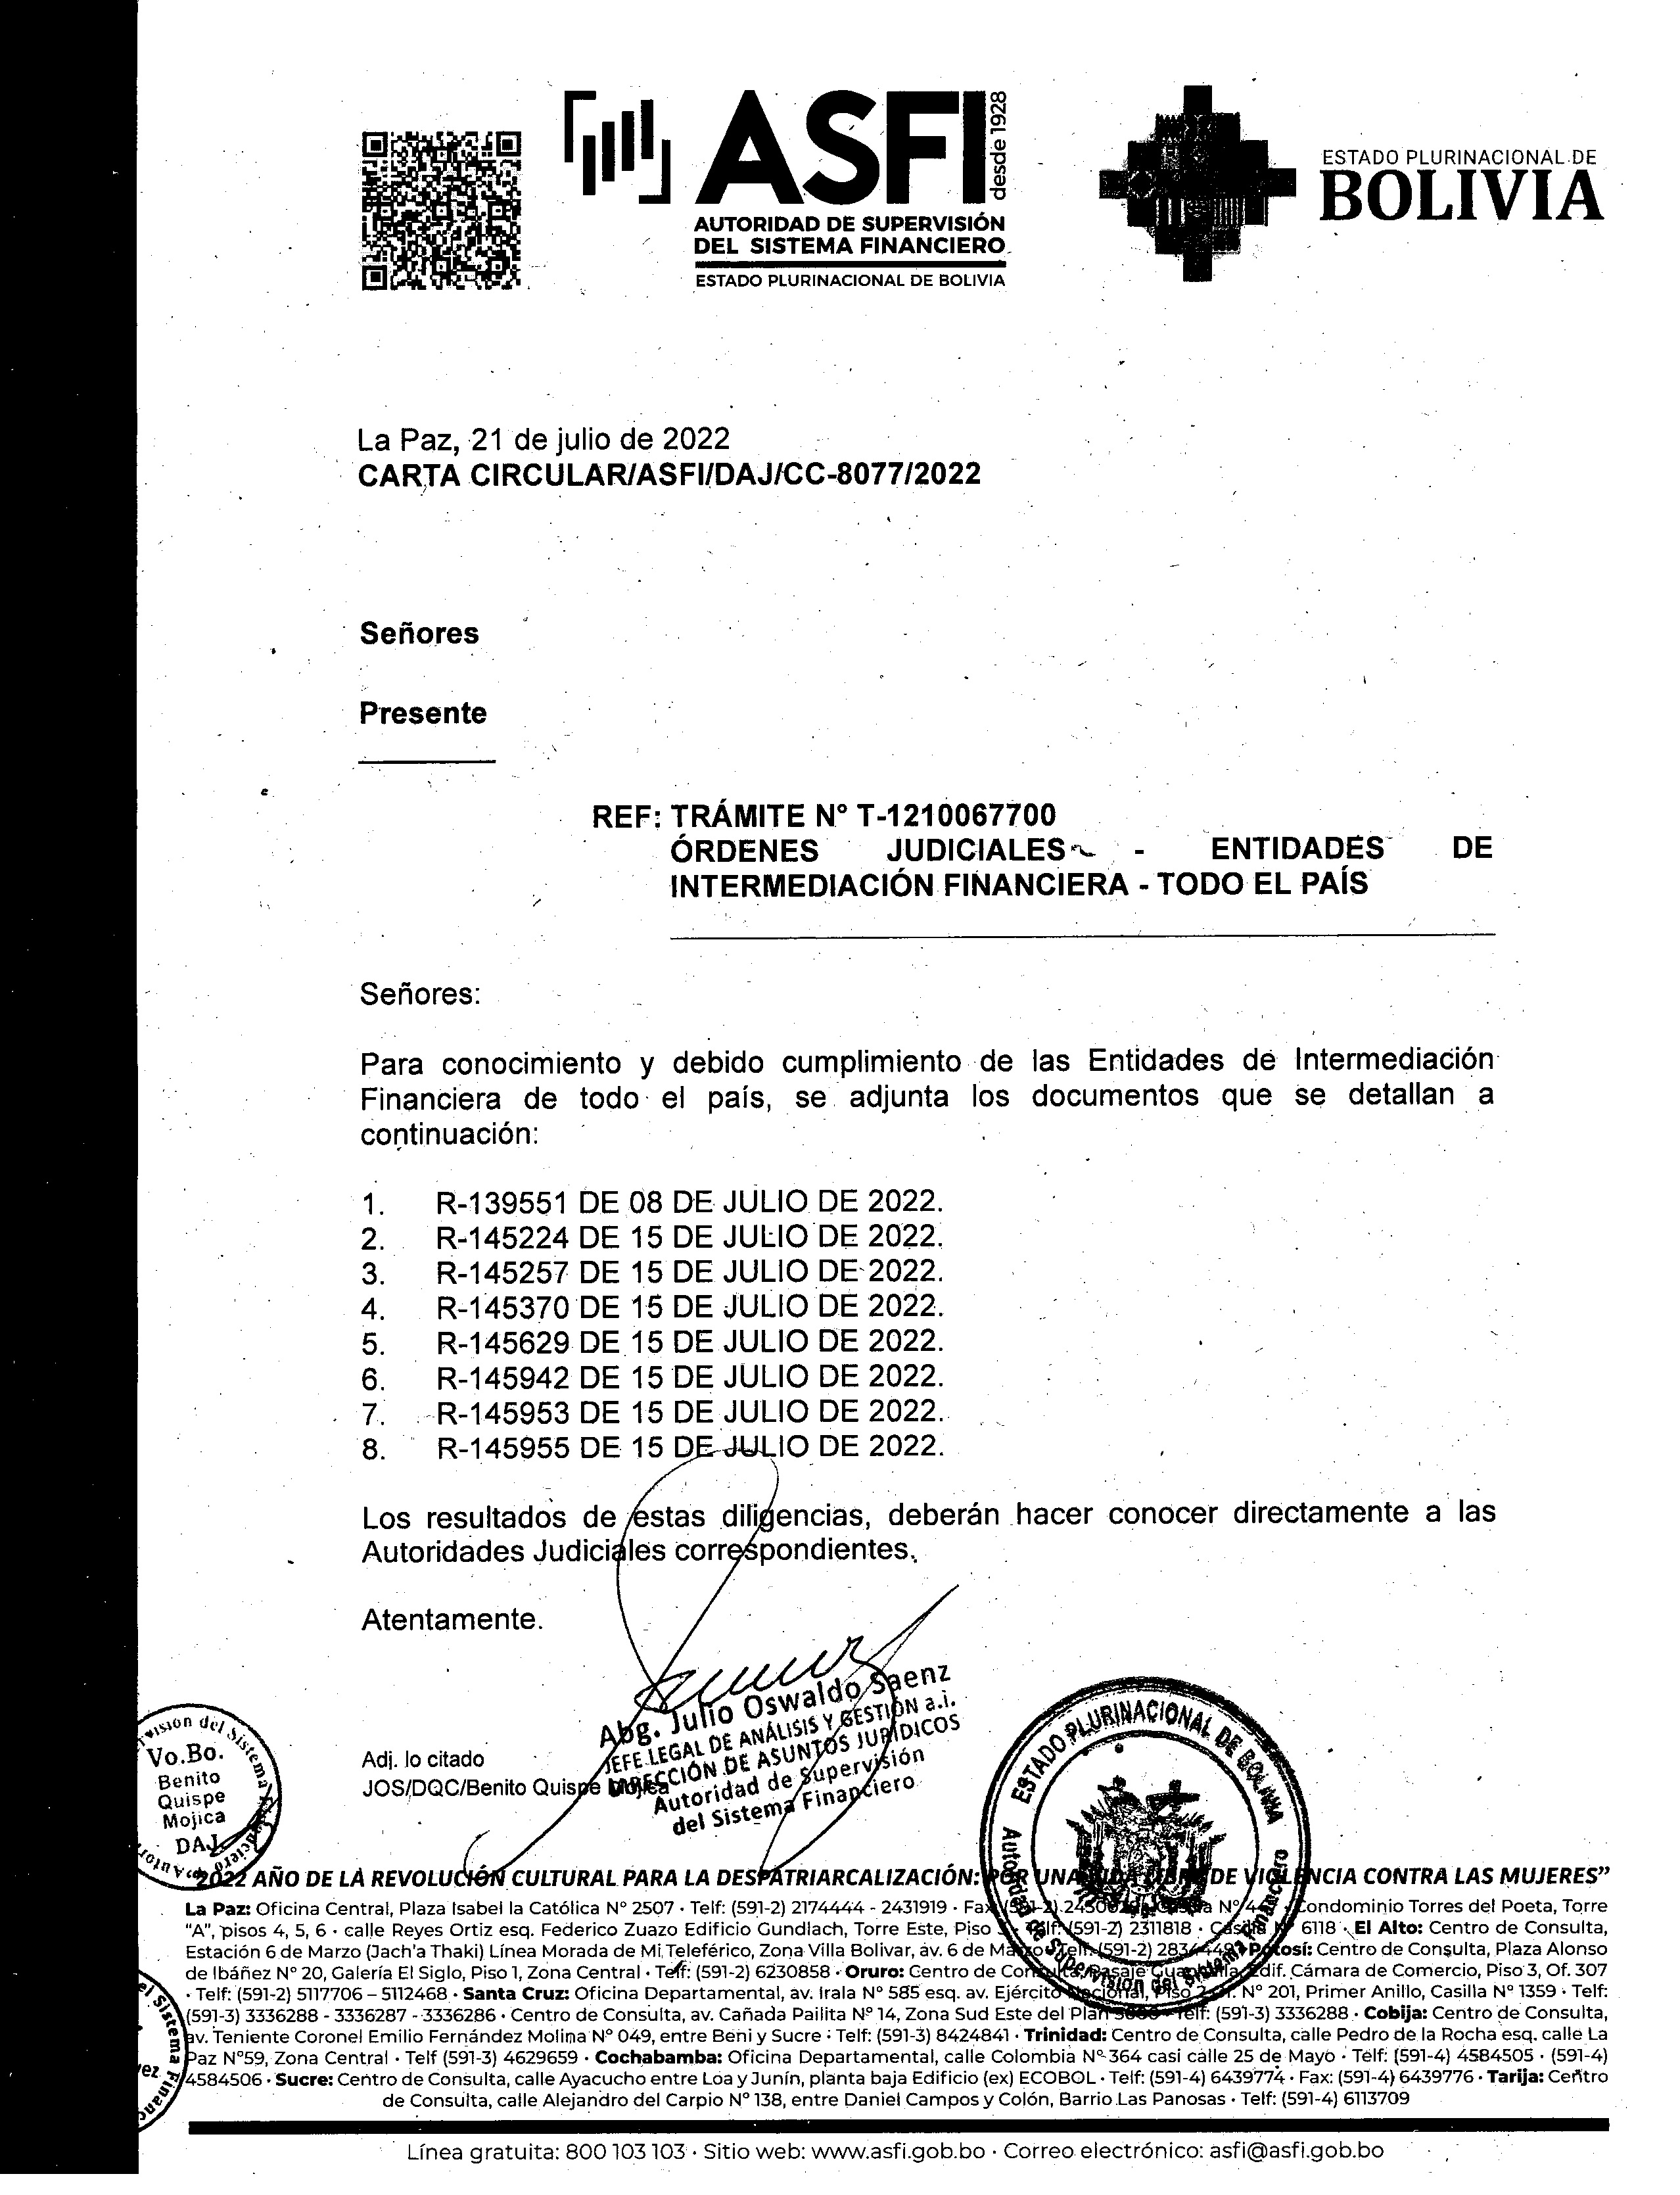 ASFI
desde 1928
AUTORIDAD DE SUPERVISIÓN
DEL SISTEMA FINANCIERO
ESTADO PLURINACIONAL DE BOLIVIA
ESTADO PLURINACIONAL DE
BOLIVIA
La Paz, 21 de julio de 2022
CARTA CIRCULAR/ASFI/DAJ/CC-8077/2022
Señores
Presente
REF: TRÁMITE N° T-1210067700
ÓRDENES JUDICIALES - ENTIDADES DE
INTERMEDIACIÓN FINANCIERA - TODO EL PAÍS
Señores:
Para conocimiento y debido cumplimiento de las Entidades de Intermediación
Financiera de todo el país, se adjunta los documentos que se detallan a
continuación:
1. R-139551 DE 08 DE JULIO DE 2022.
2. R-145224 DE 15 DE JULIO DE 2022.
3. R-145257 DE 15 DE JULIO DE 2022.
4. R-145370 DE 15 DE JULIO DE 2022.
5. R-145629 DE 15 DE JULIO DE 2022.
6. R-145942 DE 15 DE JULIO DE 2022.
7. R-145953 DE 15 DE JULIO DE 2022.
8. R-145955 DE 15 DE JULIO DE 2022.
Los resultados de estas diligencias, deberán hacer conocer directamente a las
Autoridades Judiciales correspondientes.
Atentamente.
Abg. Julio Oswaldo Saenz
JEFE LEGAL DE ANÁLISIS Y GESTIÓN a.i.
DIRECCIÓN DE ASUNTOS JURÍDICOS
Autoridad de Supervisión
del Sistema Financiero
Vo.Bo.
Benito
Quispe
Mojica
DAJ
Adj. lo citado
JOS/DQC/Benito Quispe Mojica
ESTADO PLURINACIONAL DE BOLIVIA
Autoridad de Supervisión del Sistema Financiero
"2022 AÑO DE LA REVOLUCIÓN CULTURAL PARA LA DESPATRIARCALIZACIÓN: POR UNA VIDA LIBRE DE VIOLENCIA CONTRA LAS MUJERES"
La Paz: Oficina Central, Plaza Isabel la Católica N° 2507 · Telf: (591-2) 2174444 - 2431919 · Fax: (591-2) Condominio Torres del Poeta, Torre
"A", pisos 4, 5, 6 · calle Reyes Ortiz esq. Federico Zuazo Edificio Gundlach, Torre Este, Piso Telf: (591-2) 2311818 · Casilla N° 6118 · El Alto: Centro de Consulta,
Estación 6 de Marzo (Jach'a Thaki) Línea Morada de Mi Teleférico, Zona Villa Bolivar, av. 6 de Marzo · Telf: (591-2) · Potosí: Centro de Consulta, Plaza Alonso
de Ibáñez N° 20, Galería El Siglo, Piso 1, Zona Central · Telf: (591-2) 6230858 · Oruro: Centro de Consulta, Pasaje Edif. Cámara de Comercio, Piso 3, Of. 307
· Telf: (591-2) 5117706 – 5112468 · Santa Cruz: Oficina Departamental, av. Irala N° 585 esq. av. Ejército Nacional, Piso N° 201, Primer Anillo, Casilla N° 1359 · Telf:
(591-3) 3336288 - 3336287 - 3336286 · Centro de Consulta, av. Cañada Pailita N° 14, Zona Sud Este del Plan Telf: (591-3) 3336288 · Cobija: Centro de Consulta,
av. Teniente Coronel Emilio Fernández Molina N° 049, entre Beni y Sucre · Telf: (591-3) 8424841 · Trinidad: Centro de Consulta, calle Pedro de la Rocha esq. calle La
Paz N°59, Zona Central · Telf (591-3) 4629659 · Cochabamba: Oficina Departamental, calle Colombia N° 364 casi calle 25 de Mayo · Telf: (591-4) 4584505 · (591-4)
4584506 · Sucre: Centro de Consulta, calle Ayacucho entre Loa y Junín, planta baja Edificio (ex) ECOBOL · Telf: (591-4) 6439774 · Fax: (591-4) 6439776 · Tarija: Centro
de Consulta, calle Alejandro del Carpio N° 138, entre Daniel Campos y Colón, Barrio Las Panosas · Telf: (591-4) 6113709
Línea gratuita: 800 103 103 · Sitio web: www.asfi.gob.bo · Correo electrónico: asfi@asfi.gob.bo